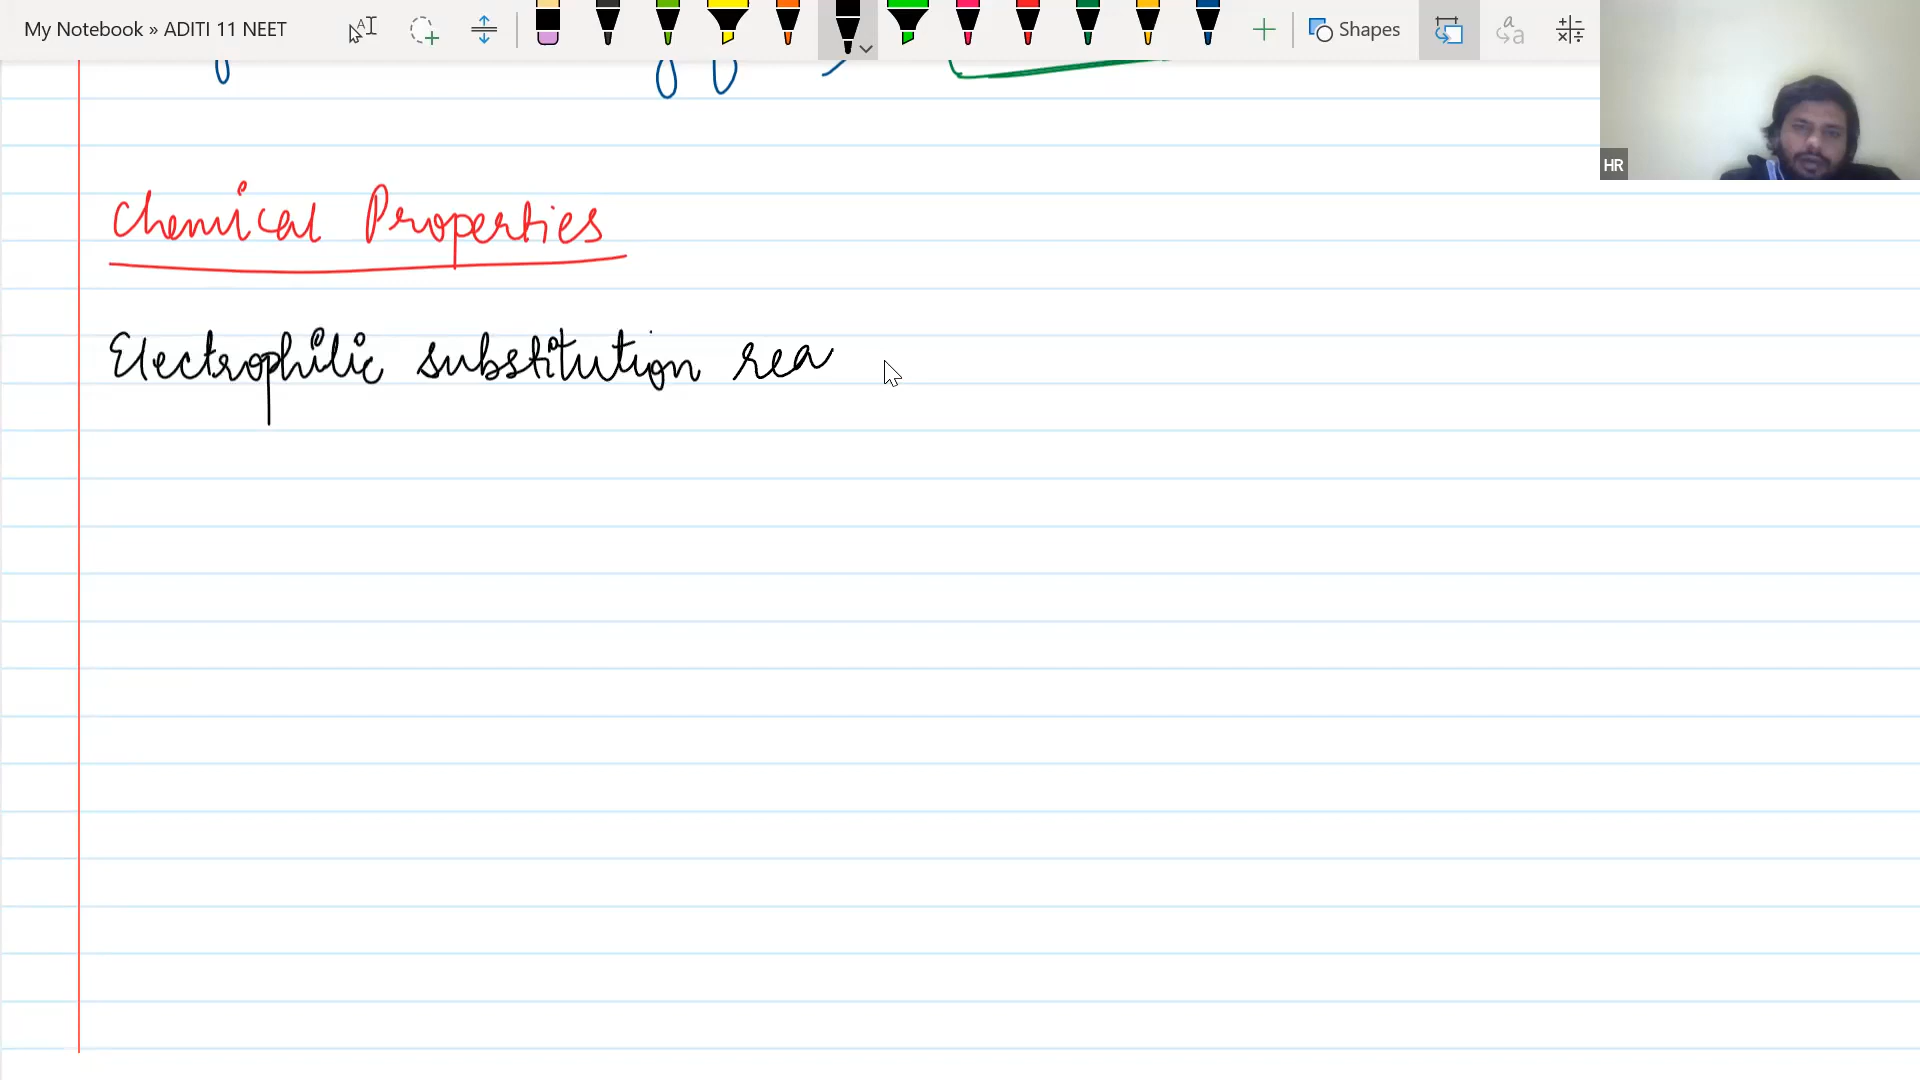 My Notebook » ADITI 11 NEET
Shapes
HR
Chemical Properties
Electrophilic substitution rea